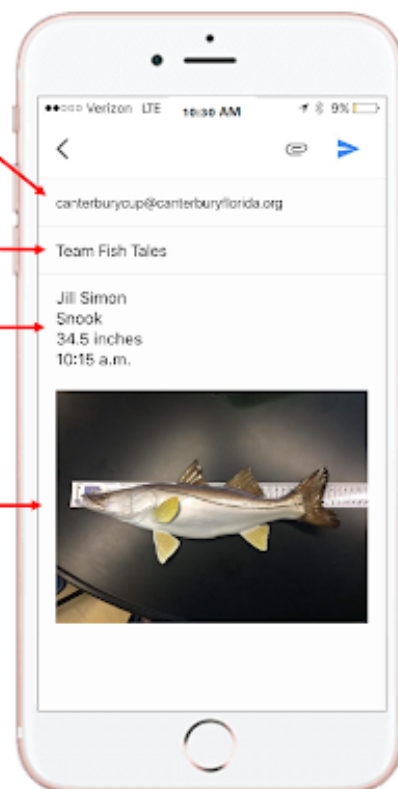 Verizon LTE 10:30 AM 9%
canterburycup@canterburyflorida.org
Team Fish Tales
Jill Simon
Snook
34.5 inches
10:15 a.m.